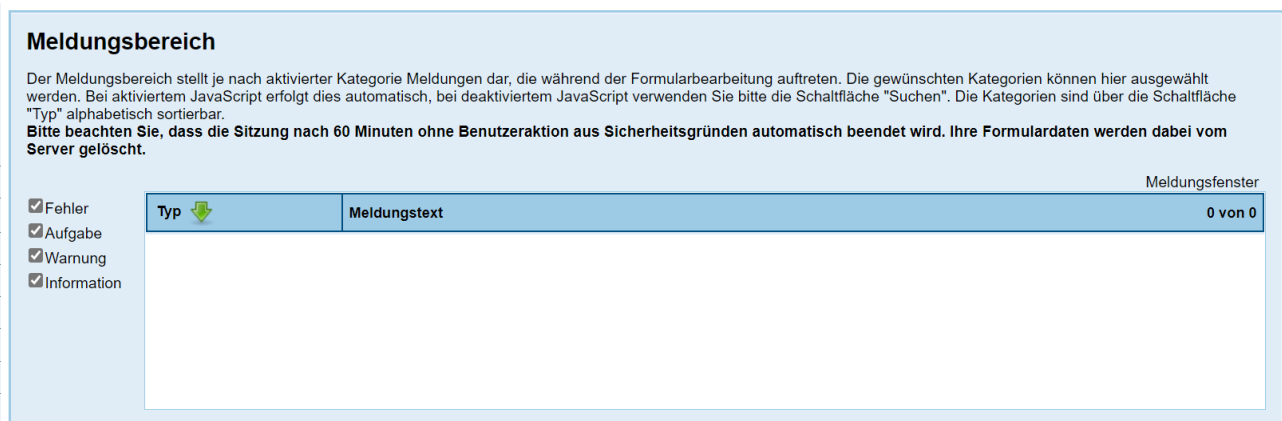 Meldungsbereich
Der Meldungsbereich stellt je nach aktivierter Kategorie Meldungen dar, die während der Formularbearbeitung auftreten. Die gewünschten Kategorien können hier ausgewählt
werden. Bei aktiviertem JavaScript erfolgt dies automatisch, bei deaktiviertem JavaScript verwenden Sie bitte die Schaltfläche "Suchen". Die Kategorien sind über die Schaltfläche
"Typ" alphabetisch sortierbar.
Bitte beachten Sie, dass die Sitzung nach 60 Minuten ohne Benutzeraktion aus Sicherheitsgründen automatisch beendet wird. Ihre Formulardaten werden dabei vom
Server gelöscht.
Meldungsfenster
Fehler
Aufgabe
Warnung
Information
Typ Meldungstext 0 von 0